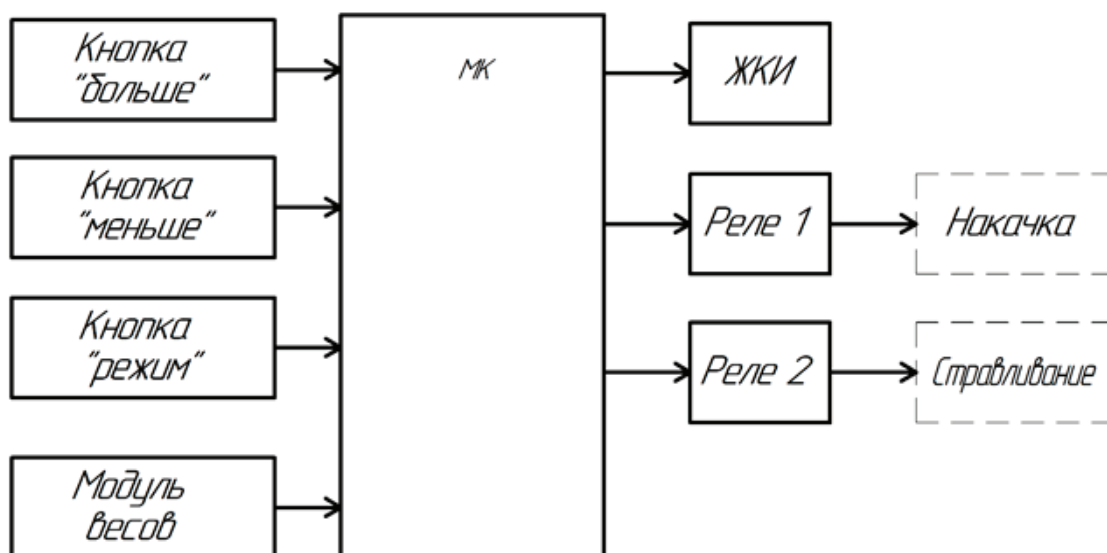 Кнопка
"больше"
Кнопка
"меньше"
Кнопка
"режим"
Модуль
весов
МК
ЖКИ
Реле 1
Накачка
Реле 2
Стравливание